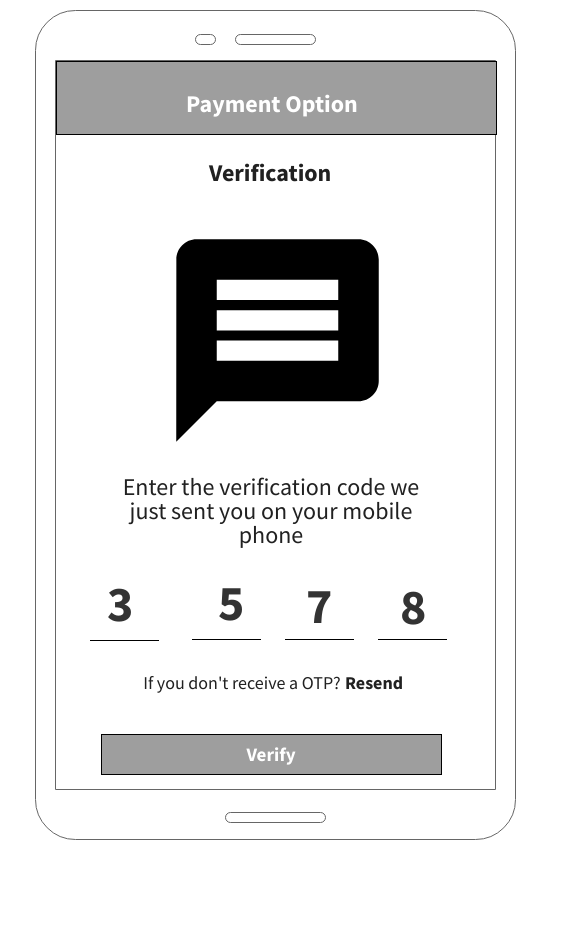 Payment Option
Verification
Enter the verification code we
just sent you on your mobile
phone
3 5 7 8
If you don't receive a OTP? Resend
Verify